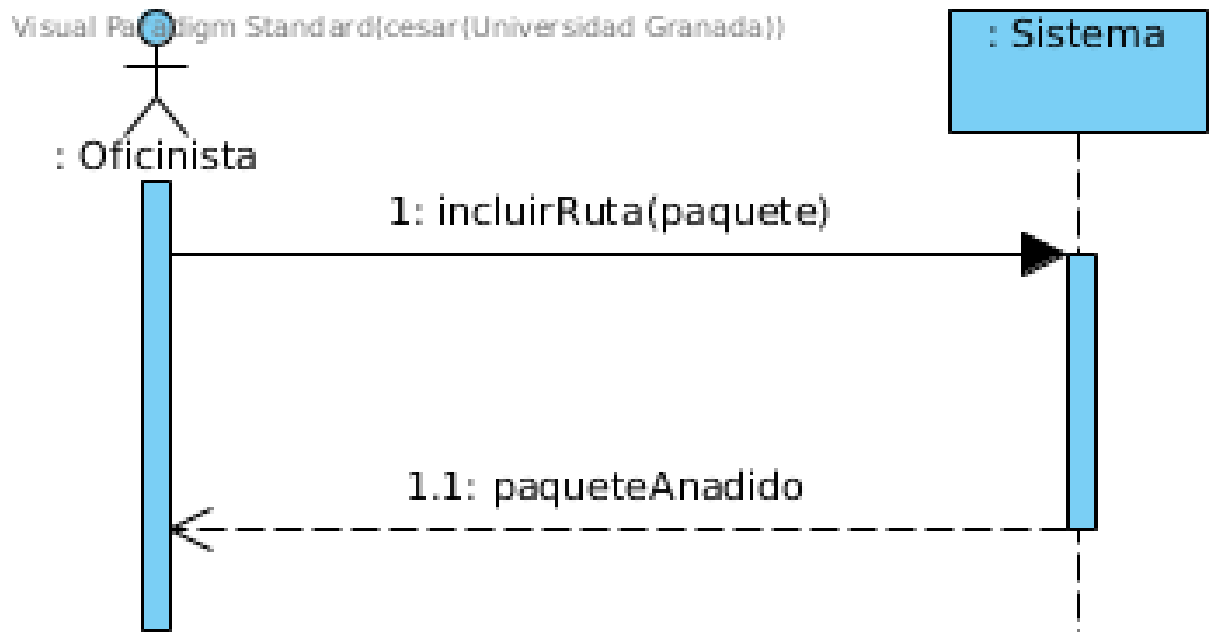 Visual Paradigm Standard(cesar(Universidad Granada))
: Sistema
: Oficinista
1: incluirRuta(paquete)
1.1: paqueteAnadido